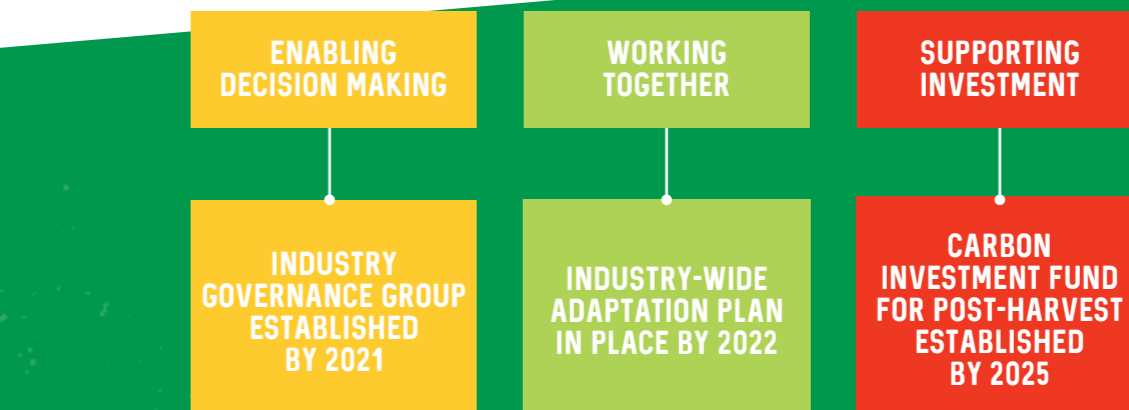 ENABLING
DECISION MAKING
WORKING
TOGETHER
SUPPORTING
INVESTMENT
INDUSTRY
GOVERNANCE GROUP
ESTABLISHED
BY 2021
INDUSTRY-WIDE
ADAPTATION PLAN
IN PLACE BY 2022
CARBON
INVESTMENT FUND
FOR POST-HARVEST
ESTABLISHED
BY 2025